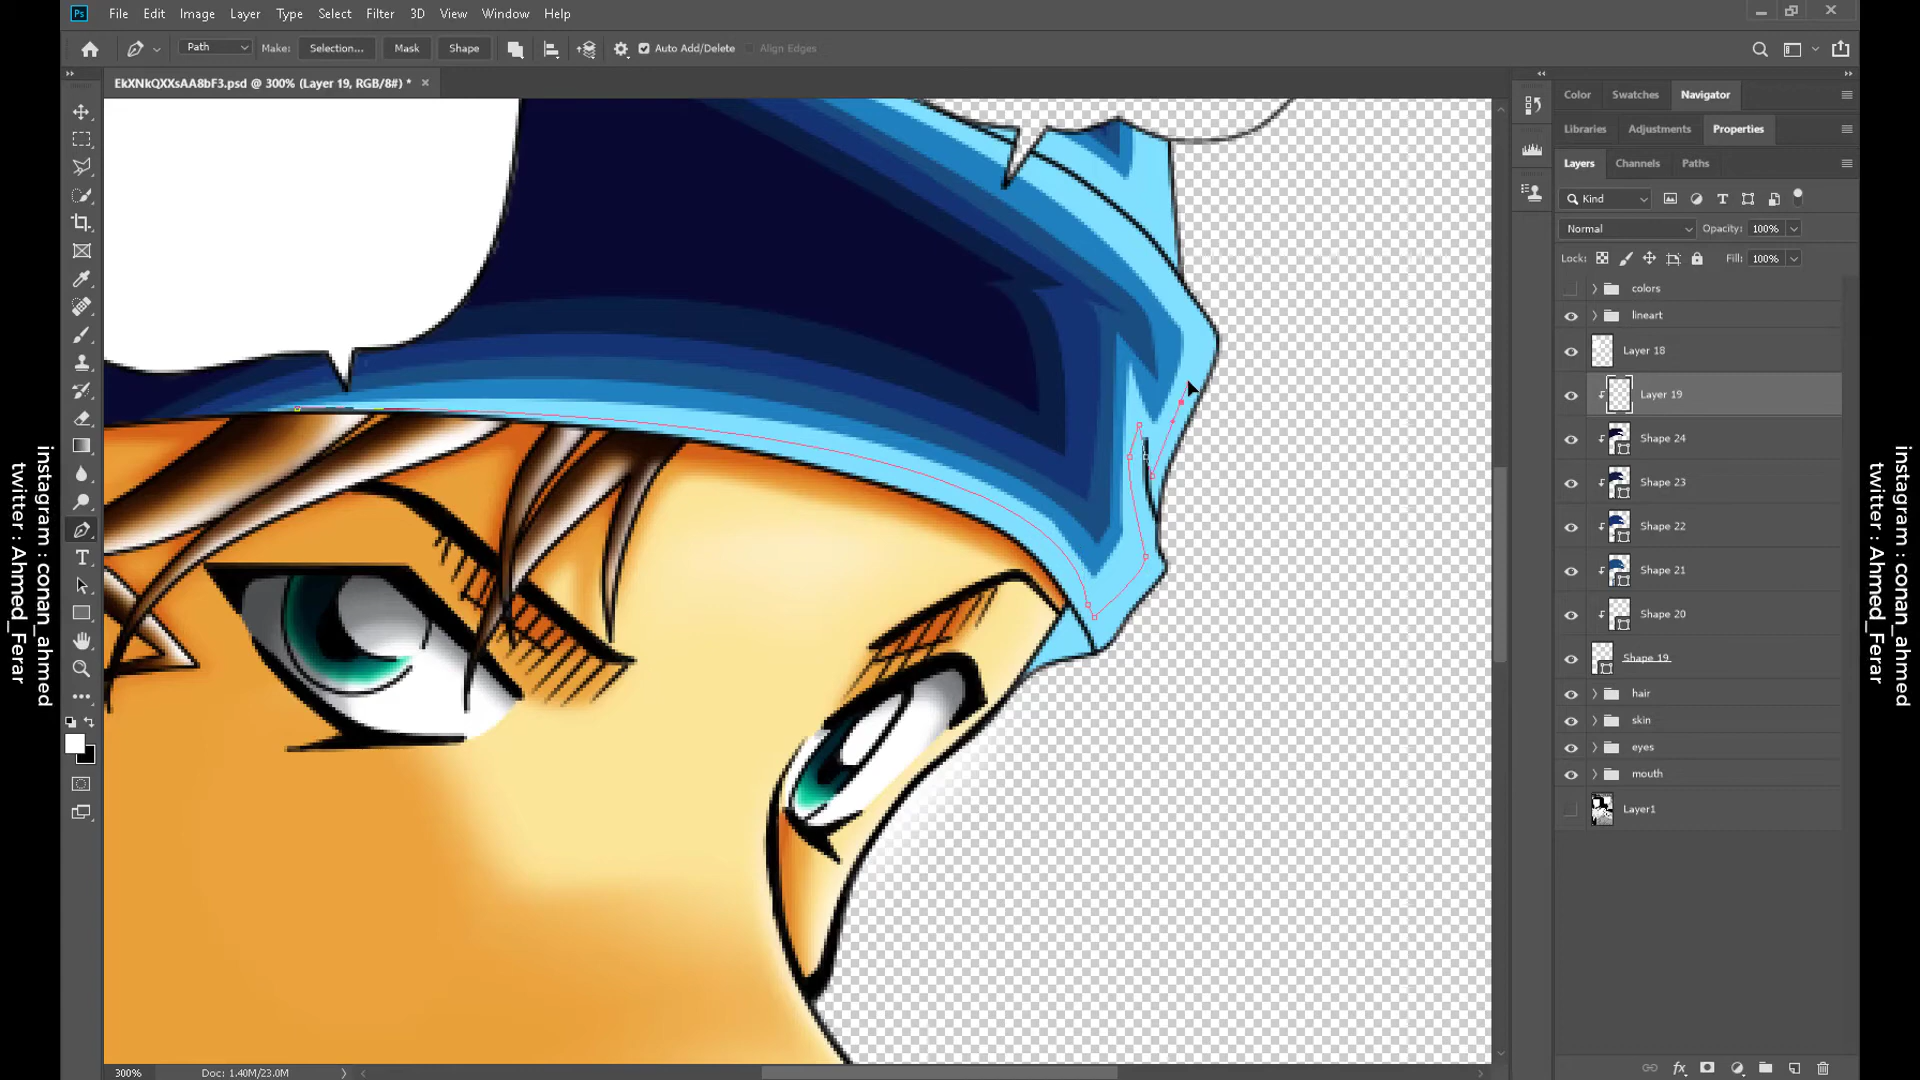 Ps File Edit Image Layer Type Select Filter 3D View Window Help
Path Make: Selection... Mask Shape Auto Add/Delete Align Edges
EkXNkQXXsAA8bF3.psd @ 300% (Layer 19, RGB/8#) *
Color Swatches Navigator
Libraries Adjustments Properties
Layers Channels Paths
Kind
Normal Opacity: 100%
Lock: Fill: 100%
colors
lineart
Layer 18
Layer 19
Shape 24
Shape 23
Shape 22
Shape 21
Shape 20
Shape 19
hair
skin
eyes
mouth
Layer1
300% Doc: 1.40M/23.0M
instagram : conan_ahmed
twitter : Ahmed_Ferar
instagram : conan_ahmed
twitter : Ahmed_Ferar